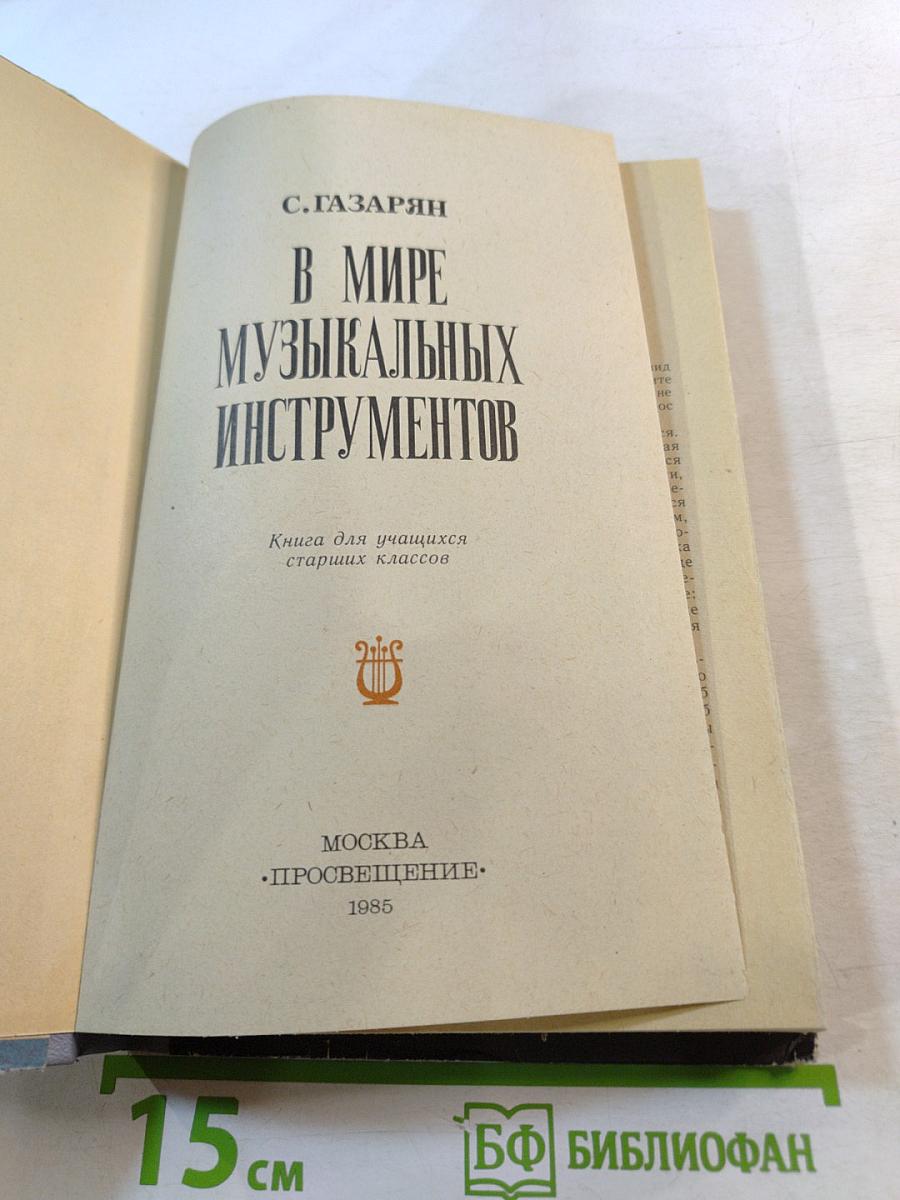 С. ГАЗАРЯН
В МИРЕ
МУЗЫКАЛЬНЫХ
ИНСТРУМЕНТОВ
Книга для учащихся
старших классов
МОСКВА
•ПРОСВЕЩЕНИЕ•
1985
15 см
БФ БИБЛИОФАН